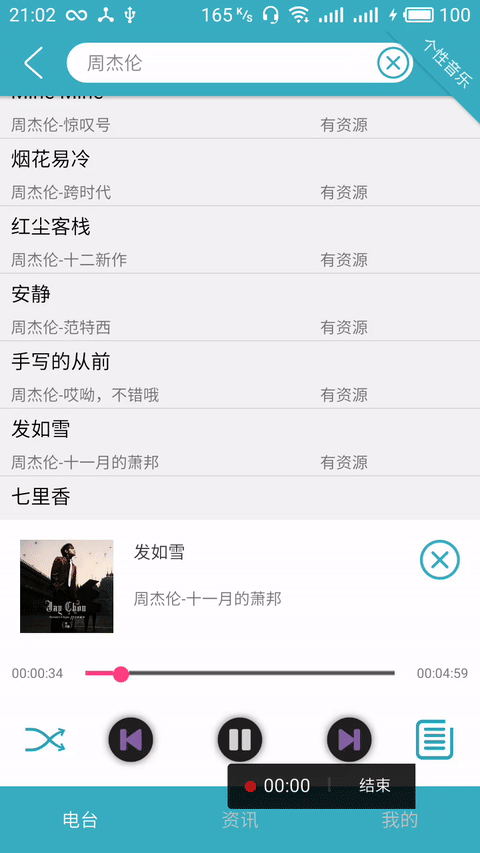 21:02 165 K/s 100
周杰伦
个性音乐
Mine Mine
周杰伦-惊叹号 有资源
烟花易冷
周杰伦-跨时代 有资源
红尘客栈
周杰伦-十二新作 有资源
安静
周杰伦-范特西 有资源
手写的从前
周杰伦-哎呦，不错哦 有资源
发如雪
周杰伦-十一月的萧邦 有资源
七里香
发如雪
周杰伦-十一月的萧邦
Jay Chou
00:00:34 00:04:59
00:00 结束
电台 资讯 我的